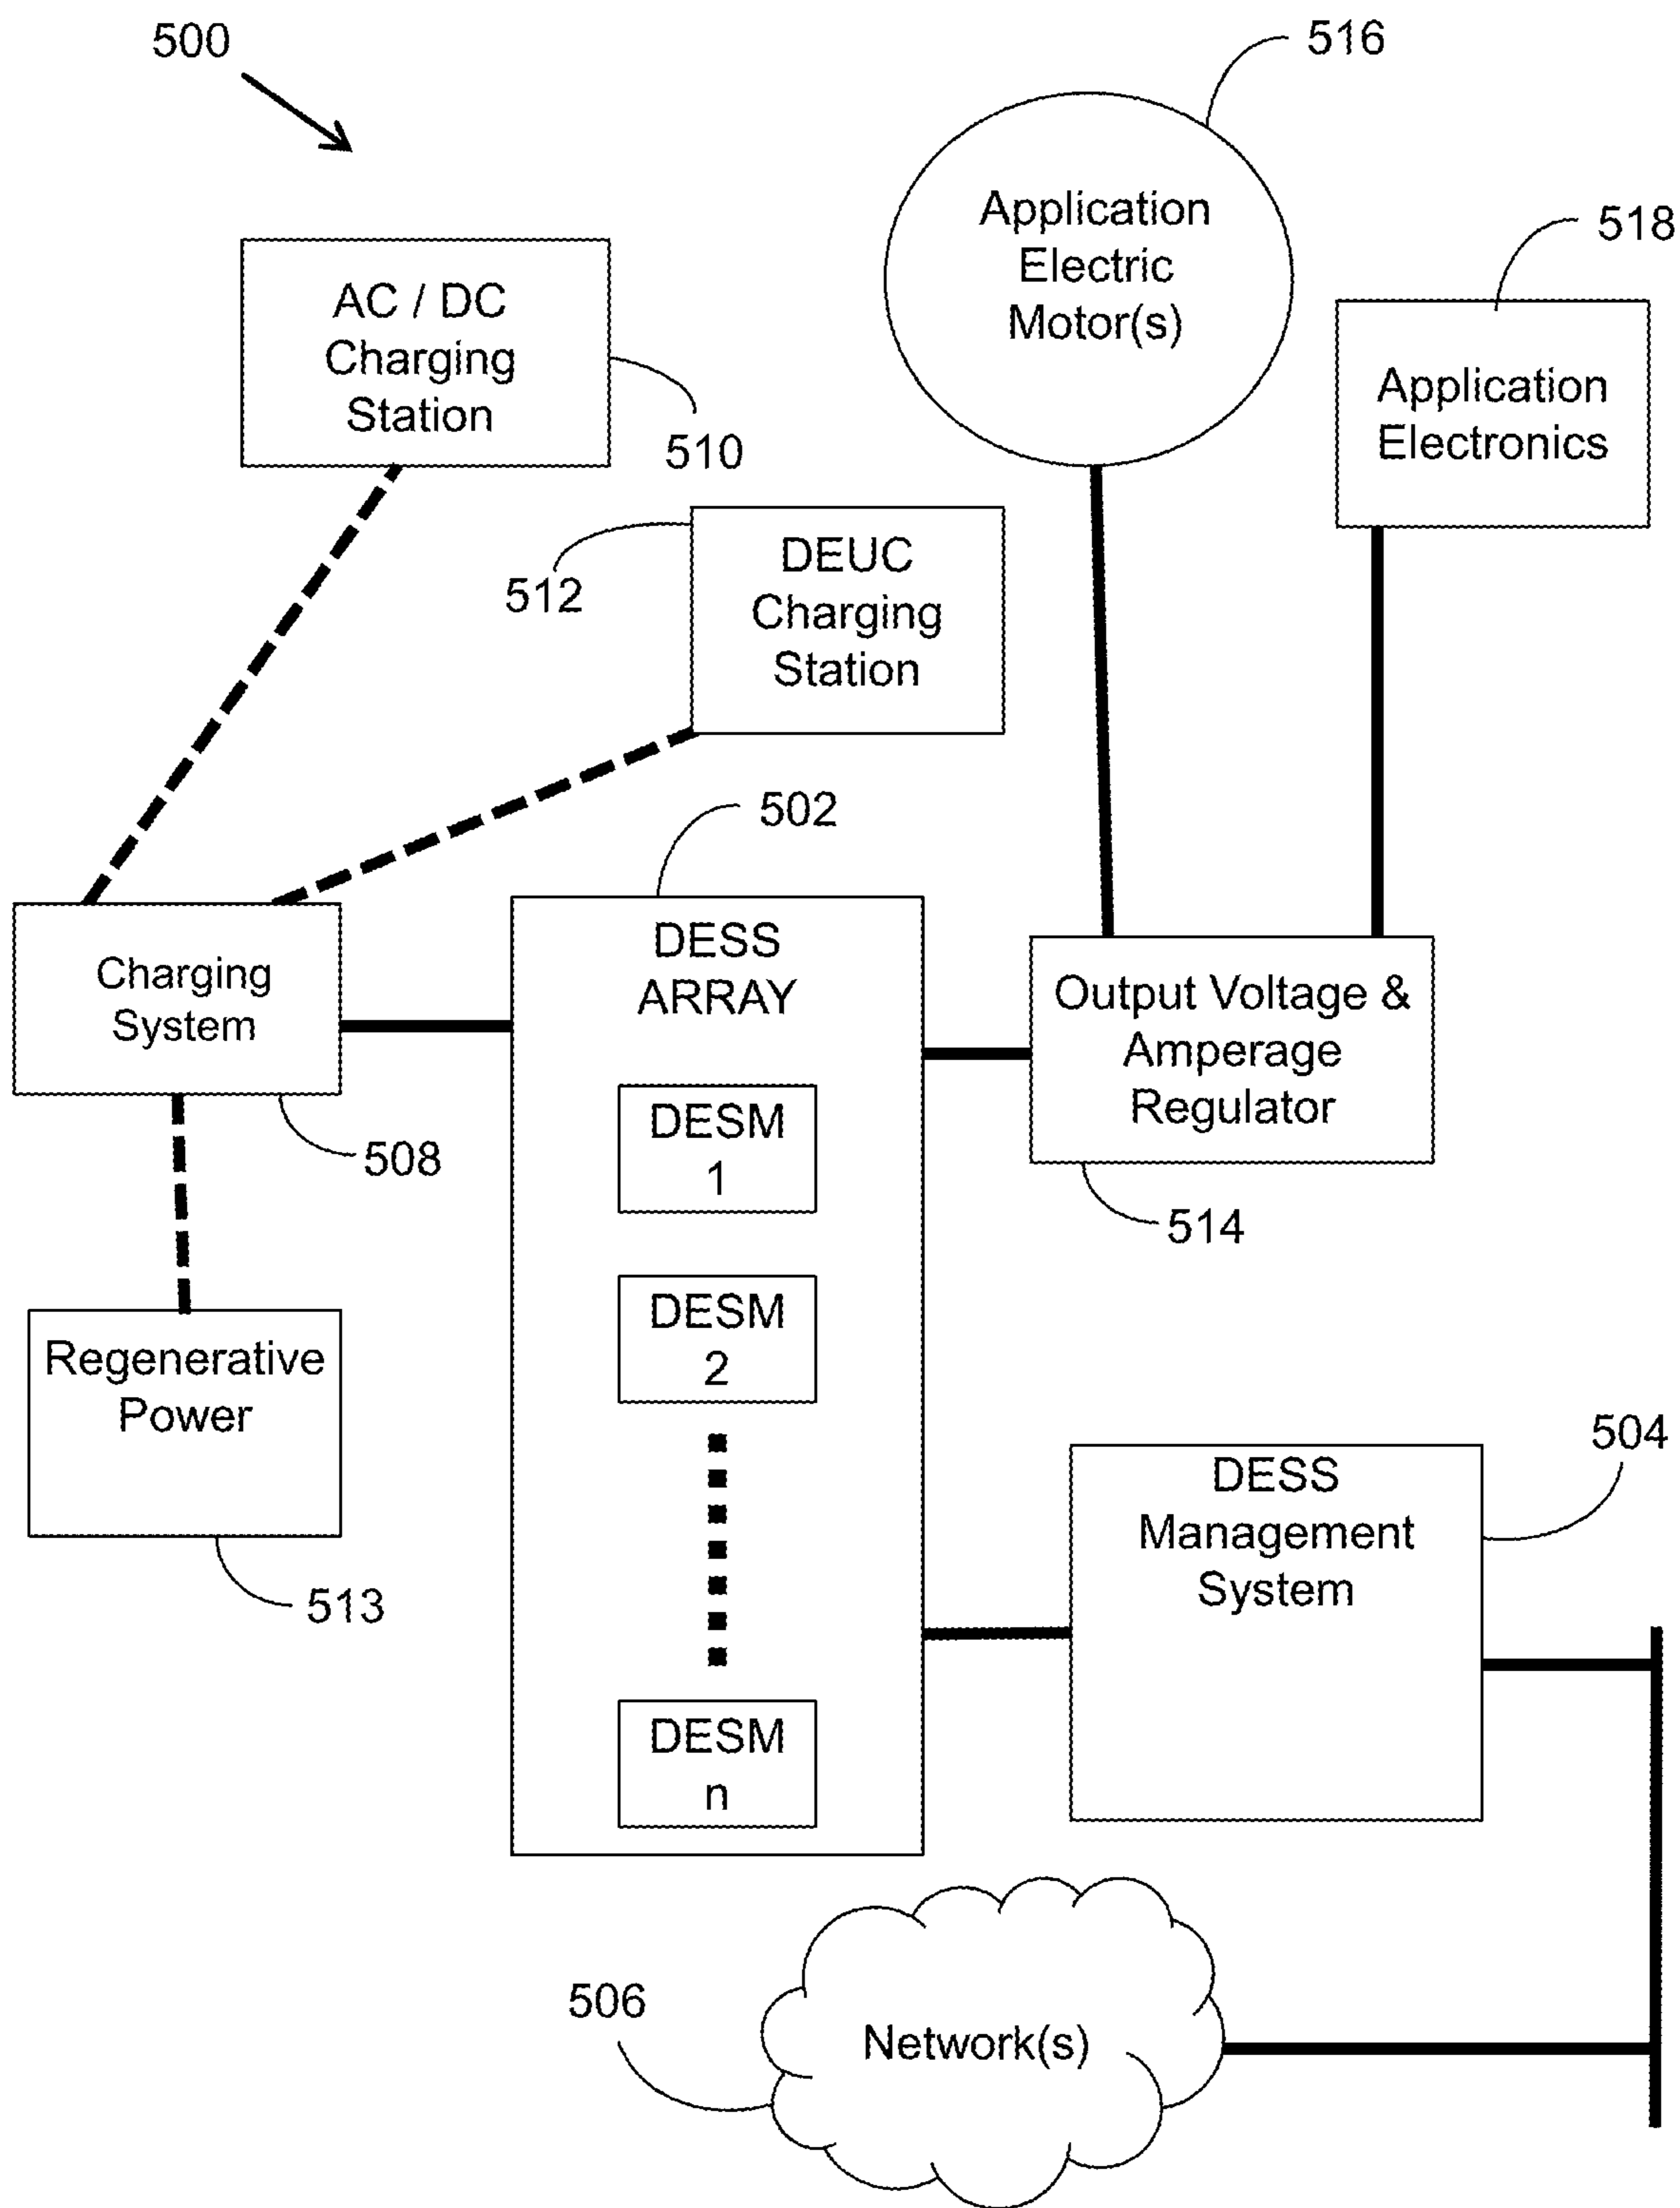 500
516
Application
Electric
Motor(s)
518
AC / DC
Charging
Station
510
Application
Electronics
512
DEUC
Charging
Station
502
Charging
System
508
DESS
ARRAY
DESM
1
DESM
2
DESM
n
Output Voltage &
Amperage
Regulator
514
Regenerative
Power
513
504
DESS
Management
System
506
Network(s)